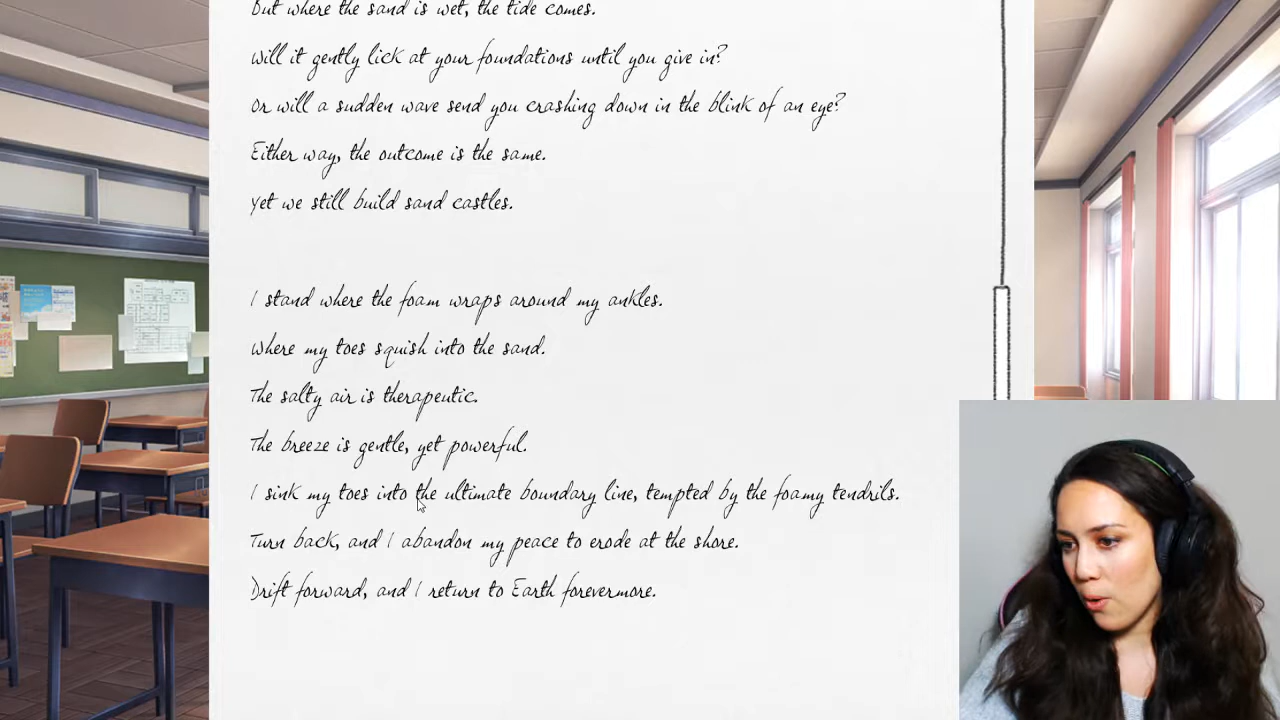 But where the sand is wet, the tide comes.
Will it gently lick at your foundations until you give in?
Or will a sudden wave send you crashing down in the blink of an eye?
Either way, the outcome is the same.
Yet we still build sand castles.
I stand where the foam wraps around my ankles.
Where my toes squish into the sand.
The salty air is therapeutic.
The breeze is gentle, yet powerful.
I sink my toes into the ultimate boundary line, tempted by the foamy tendrils.
Turn back, and I abandon my peace to erode at the shore.
Drift forward, and I return to Earth forevermore.